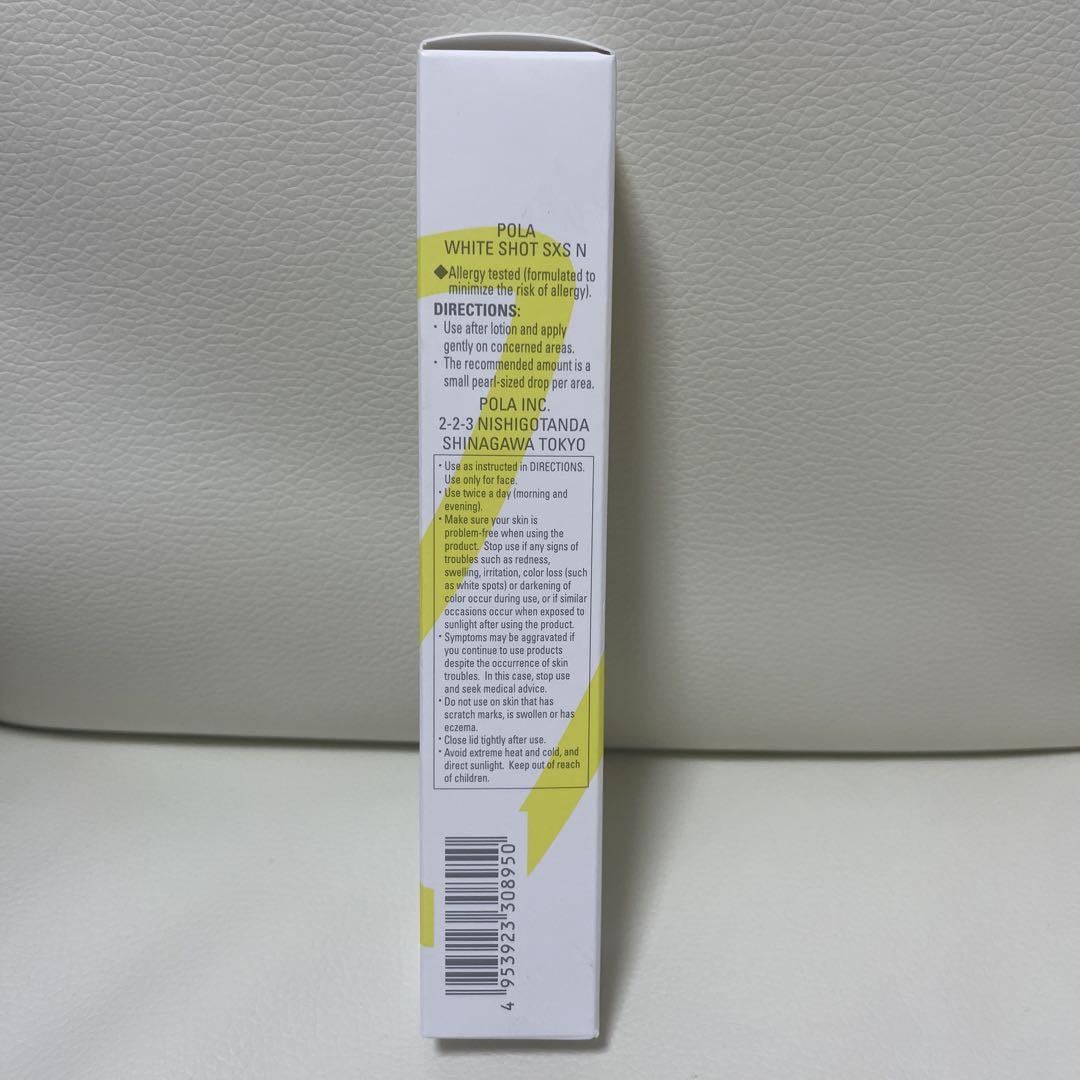 POLA
WHITE SHOT SXS N
◆Allergy tested (formulated to
minimize the risk of allergy).
DIRECTIONS:
・ Use after lotion and apply
gently on concerned areas.
・ The recommended amount is a
small pearl-sized drop per area.
POLA INC.
2-2-3 NISHIGOTANDA
SHINAGAWA TOKYO
・Use as instructed in DIRECTIONS.
Use only for face.
・Use twice a day (morning and
evening).
・Make sure your skin is
problem-free when using the
product. Stop use if any signs of
troubles such as redness,
swelling, irritation, color loss (such
as white spots) or darkening of
color occur during use, or if similar
occasions occur when exposed to
sunlight after using the product.
・Symptoms may be aggravated if
you continue to use products
despite the occurrence of skin
troubles. In this case, stop use
and seek medical advice.
・Do not use on skin that has
scratch marks, is swollen or has
eczema.
・Close lid tightly after use.
・Avoid extreme heat and cold, and
direct sunlight. Keep out of reach
of children.
4 953923 308950